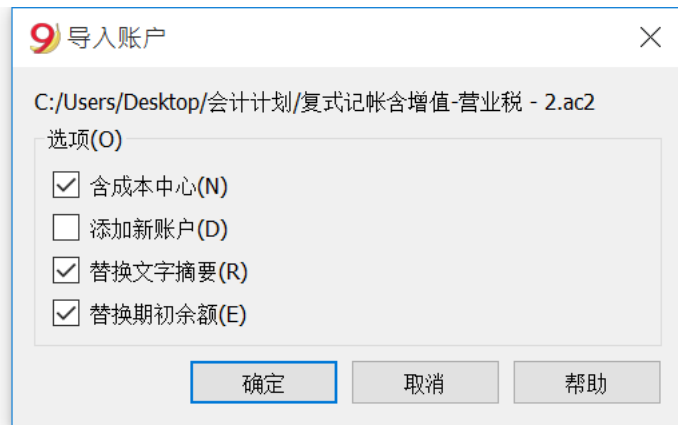 9 导入账户
C:/Users/Desktop/会计计划/复式记帐含增值-营业税 - 2.ac2
选项(O)
含成本中心(N)
添加新账户(D)
替换文字摘要(R)
替换期初余额(E)
确定 取消 帮助